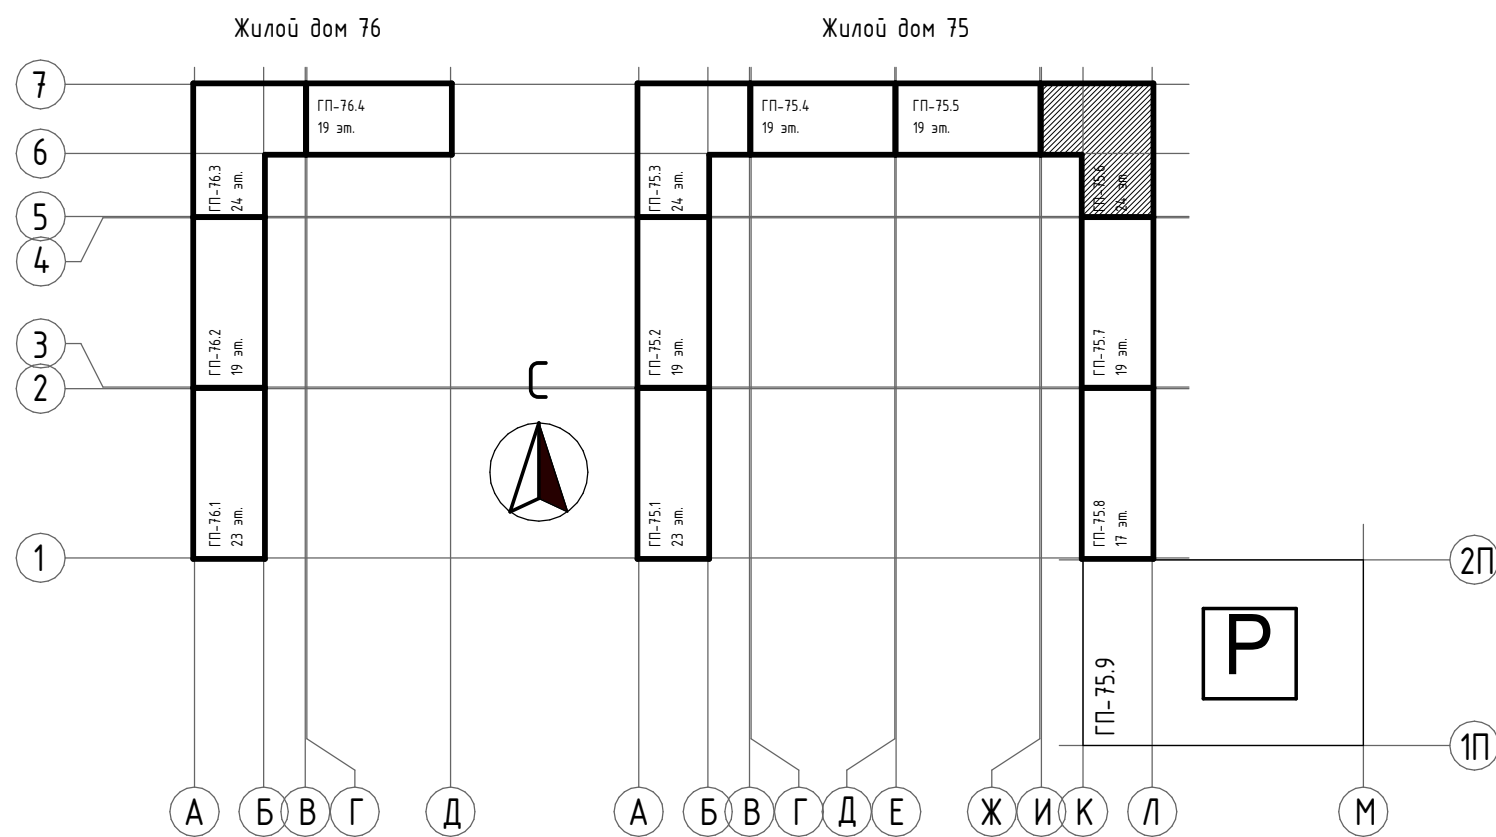 Жилой дом 76
Жилой дом 75
7
6
5
4
3
2
1
ГП-76.4
19 эт.
ГП-76.3
24 эт.
ГП-76.2
19 эт.
ГП-76.1
23 эт.
С
ГП-75.4
19 эт.
ГП-75.5
19 эт.
ГП-75.3
24 эт.
ГП-75.6
24 эт.
ГП-75.2
19 эт.
ГП-75.7
19 эт.
ГП-75.1
23 эт.
ГП-75.8
17 эт.
ГП-75.9
P
2П
1П
А Б В Г Д
А Б В Г Д Е Ж И К Л М